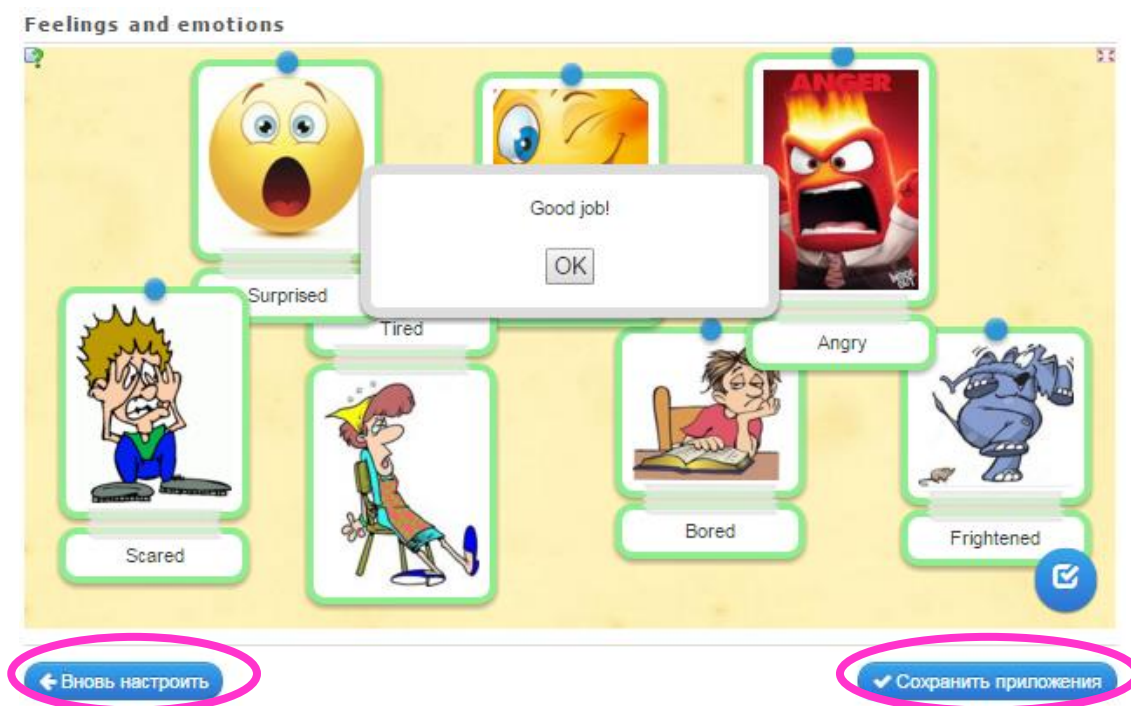 Feelings and emotions
ANGER
Good job!
OK
Surprised
Tired
Angry
Scared
Bored
Frightened
Вновь настроить
Сохранить приложения